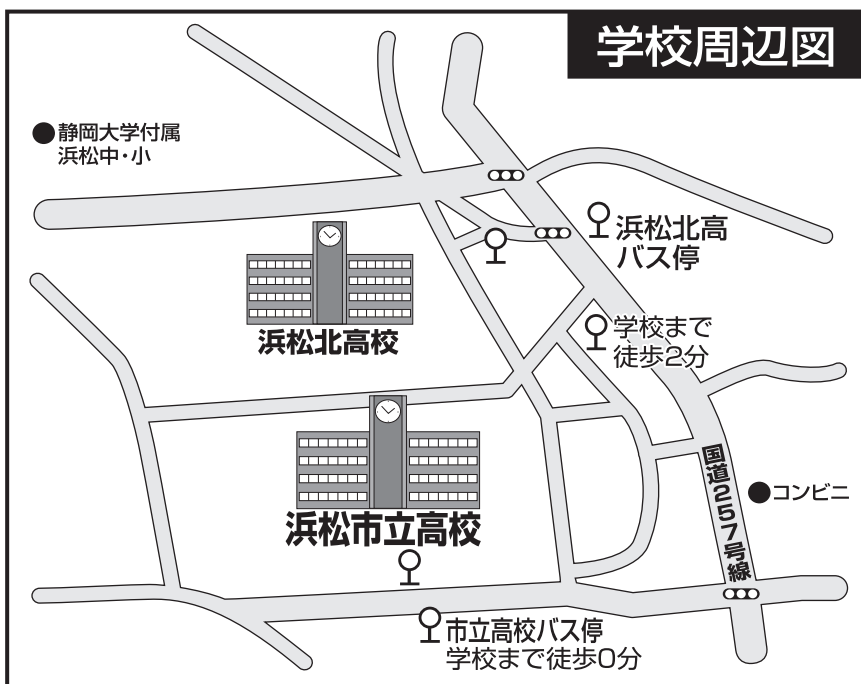 学校周辺図
静岡大学付属
浜松中・小
浜松北高
バス停
浜松北高校
学校まで
徒歩2分
国道257号線
コンビニ
浜松市立高校
市立高校バス停
学校まで徒歩0分